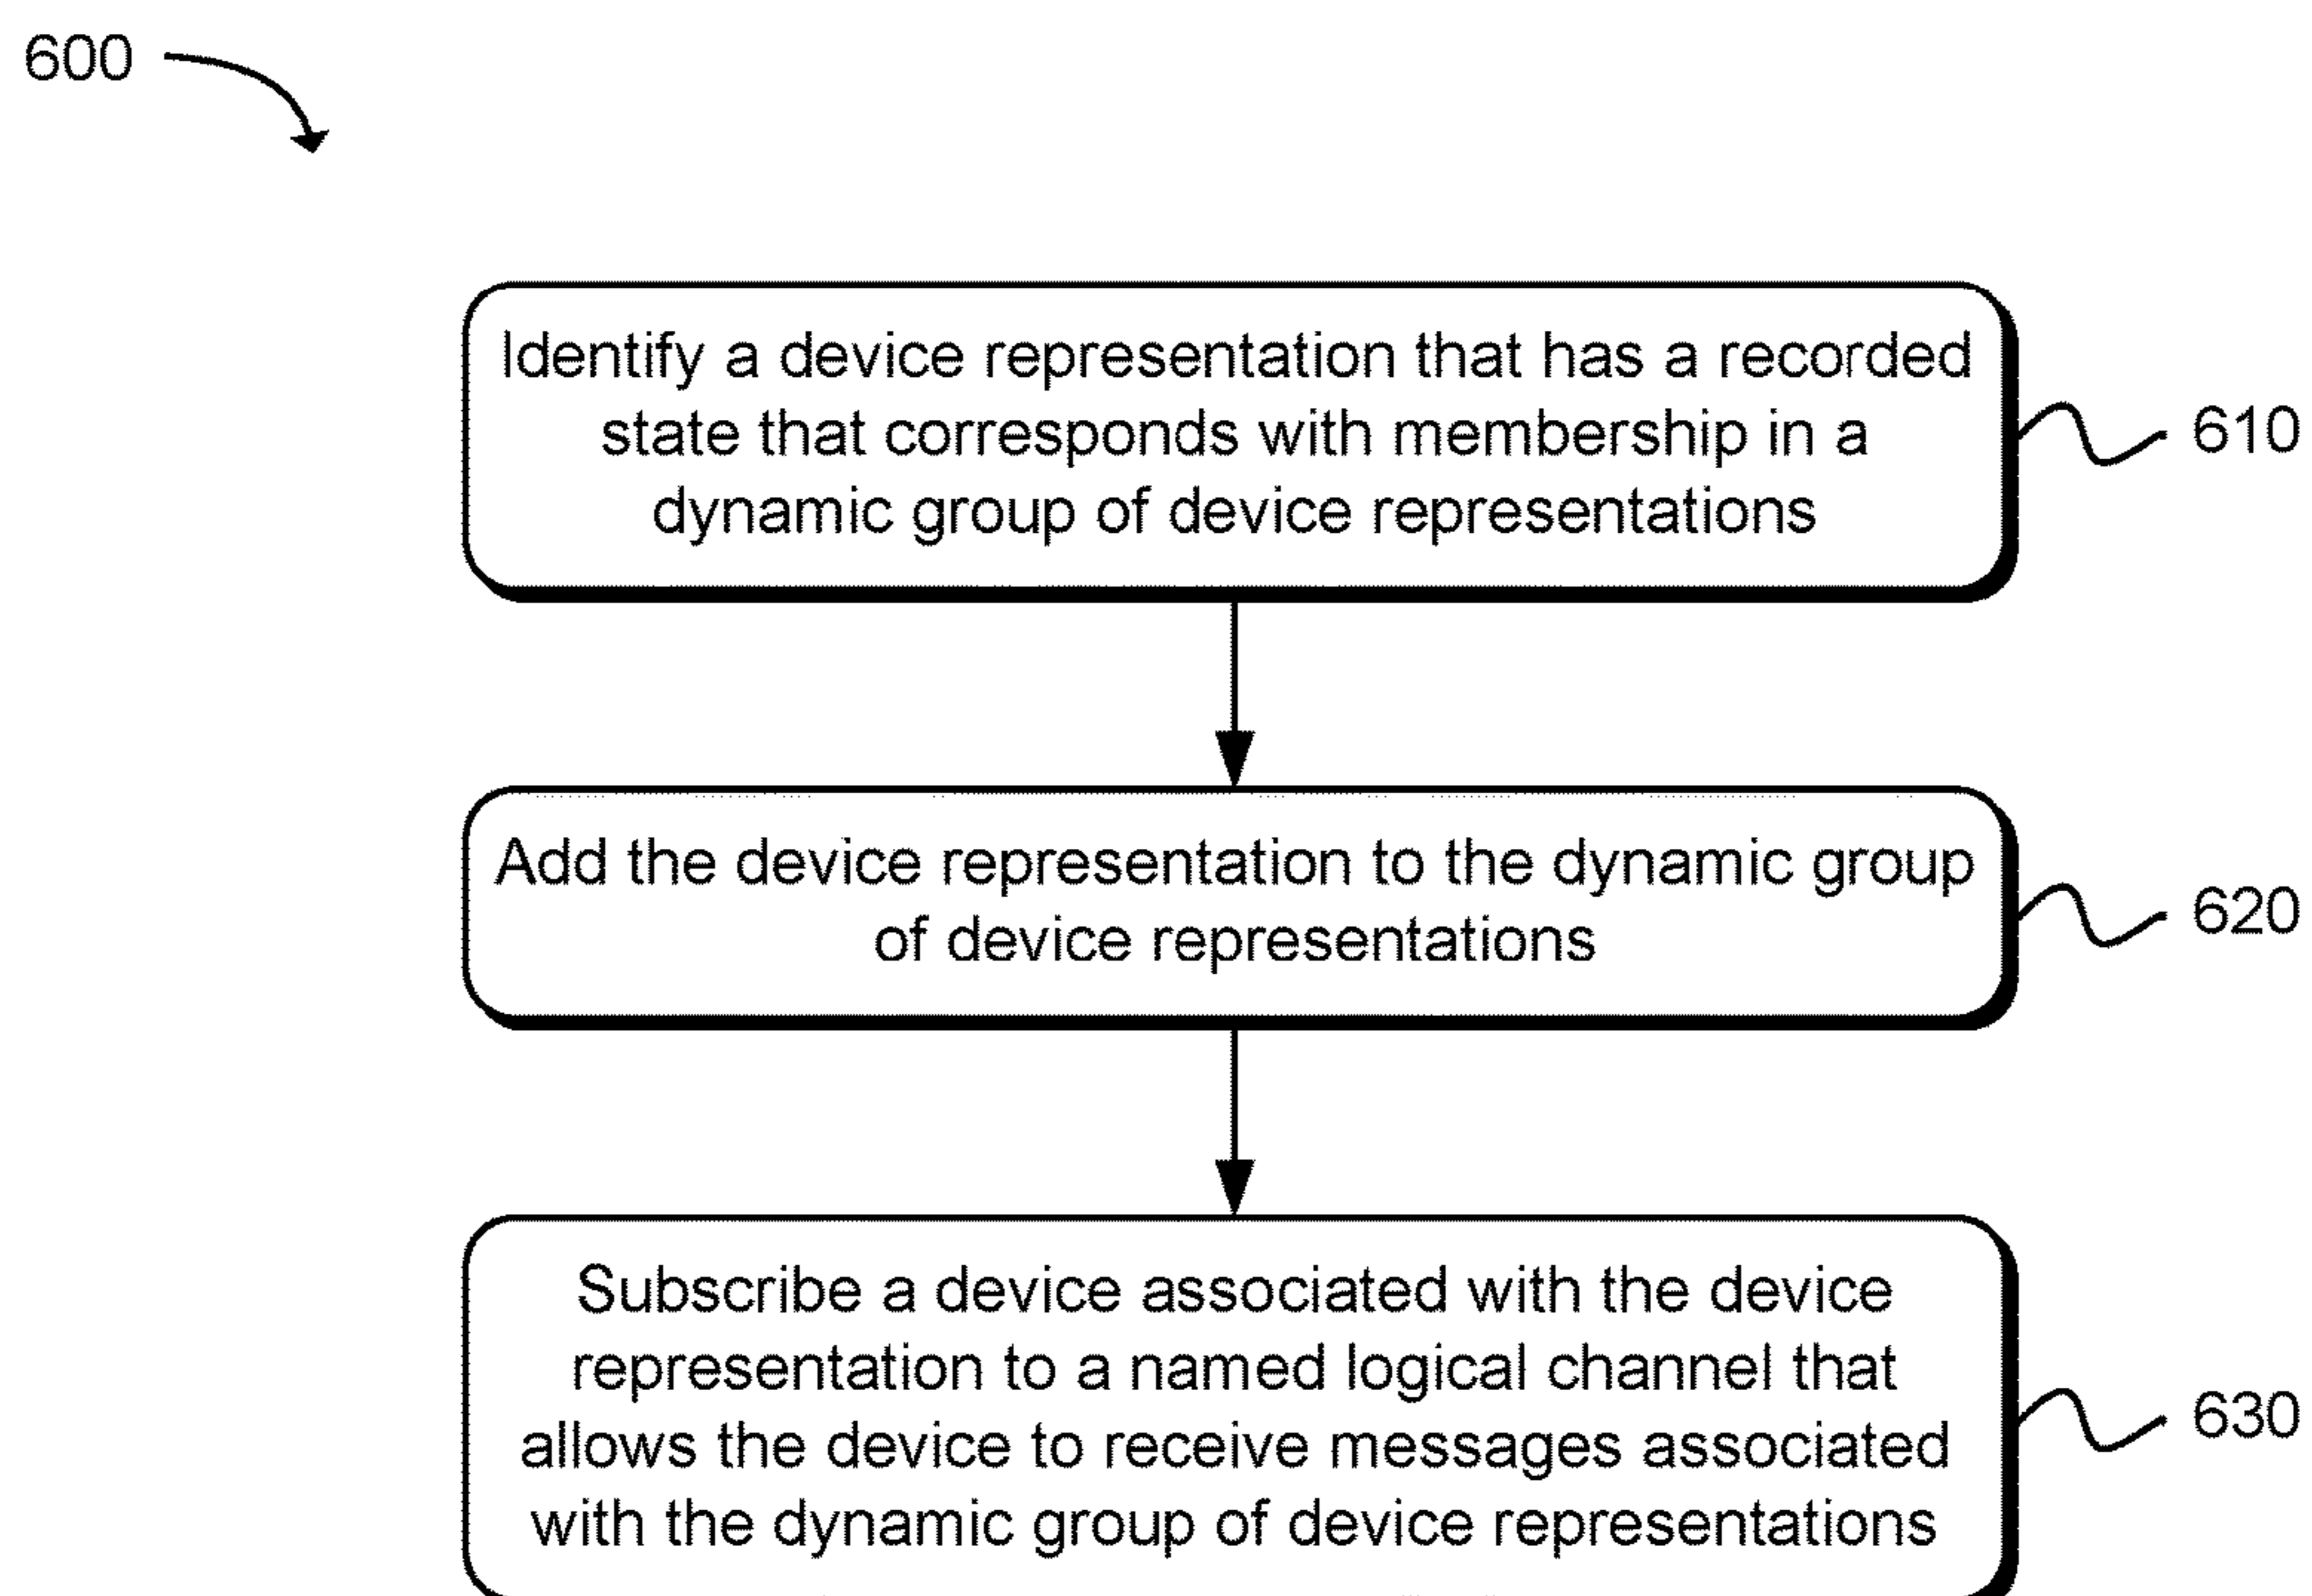 600
Identify a device representation that has a recorded
state that corresponds with membership in a
dynamic group of device representations
610
Add the device representation to the dynamic group
of device representations
620
Subscribe a device associated with the device
representation to a named logical channel that
allows the device to receive messages associated
with the dynamic group of device representations
630